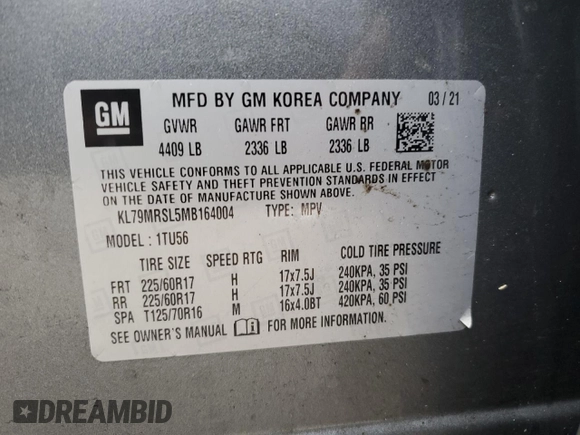 GM MFD BY GM KOREA COMPANY 03 / 21
GVWR GAWR FRT GAWR RR
4409 LB 2336 LB 2336 LB
THIS VEHICLE CONFORMS TO ALL APPLICABLE U.S. FEDERAL MOTOR
VEHICLE SAFETY AND THEFT PREVENTION STANDARDS IN EFFECT
ON THE DATE OF MANUFACTURE SHOWN ABOVE.
KL79MRSL5MB164004 TYPE: MPV
MODEL : 1TU56
TIRE SIZE SPEED RTG RIM COLD TIRE PRESSURE
FRT 225/60R17 H 17x7.5J 240KPA, 35 PSI
RR 225/60R17 H 17x7.5J 240KPA, 35 PSI
SPA T125/70R16 M 16x4.0BT 420KPA, 60 PSI
SEE OWNER'S MANUAL FOR MORE INFORMATION.
DREAMBID